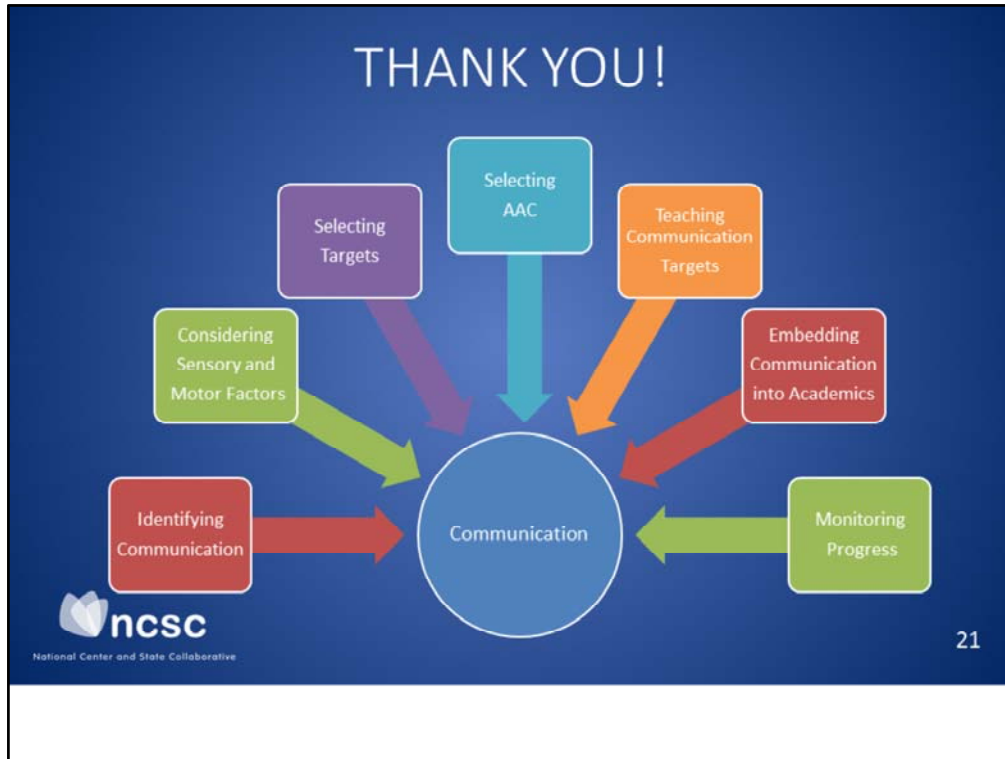 THANK YOU!
Selecting
AAC
Selecting
Targets
Teaching
Communication
Targets
Considering
Sensory and
Motor Factors
Embedding
Communication
into Academics
Identifying
Communication
Communication
Monitoring
Progress
ncsc
National Center and State Collaborative
21